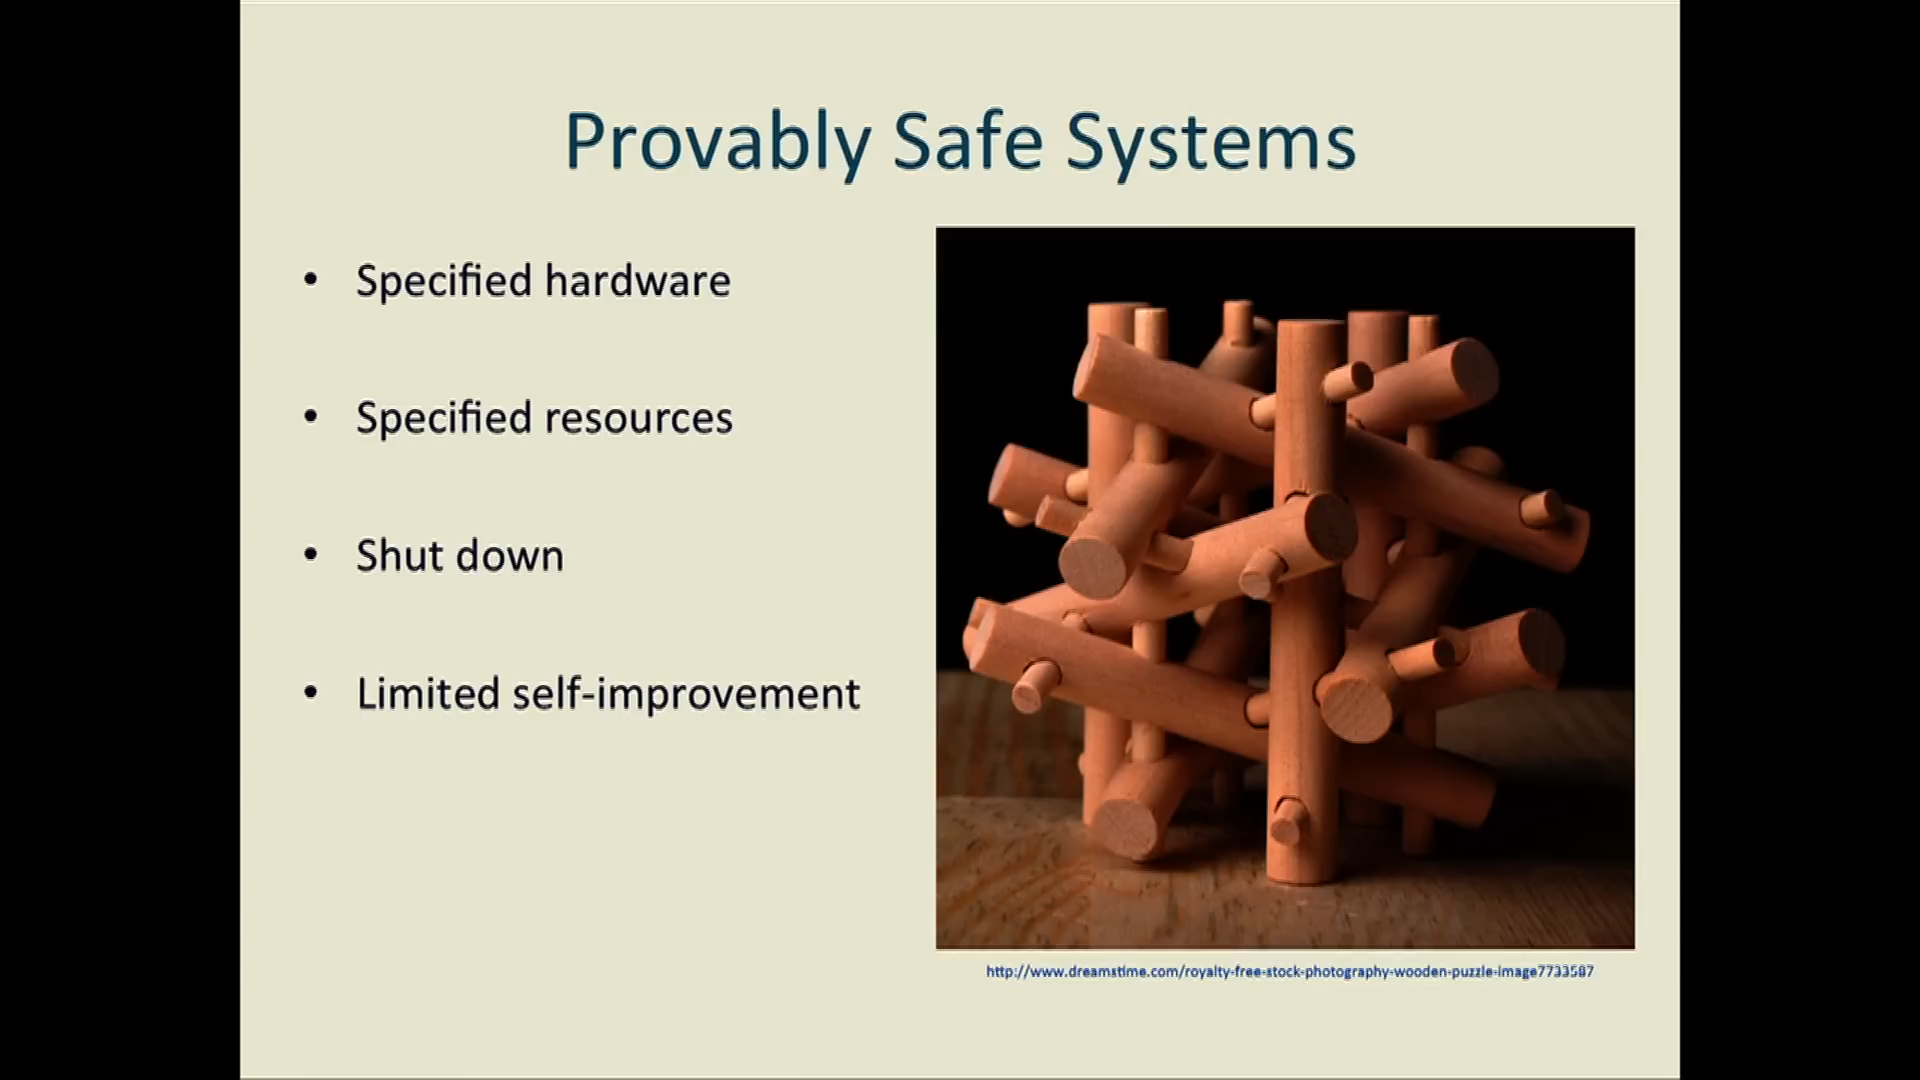 Provably Safe Systems
• Specified hardware
• Specified resources
• Shut down
• Limited self-improvement
http://www.dreamstime.com/royalty-free-stock-photography-wooden-puzzle-image7733587